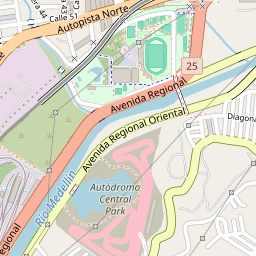 Autopista Norte
Calle 51
25
Avenida Regional
Avenida Regional Oriental
Diagona
Río Medellín
Autódromo
Central
Park
Regional